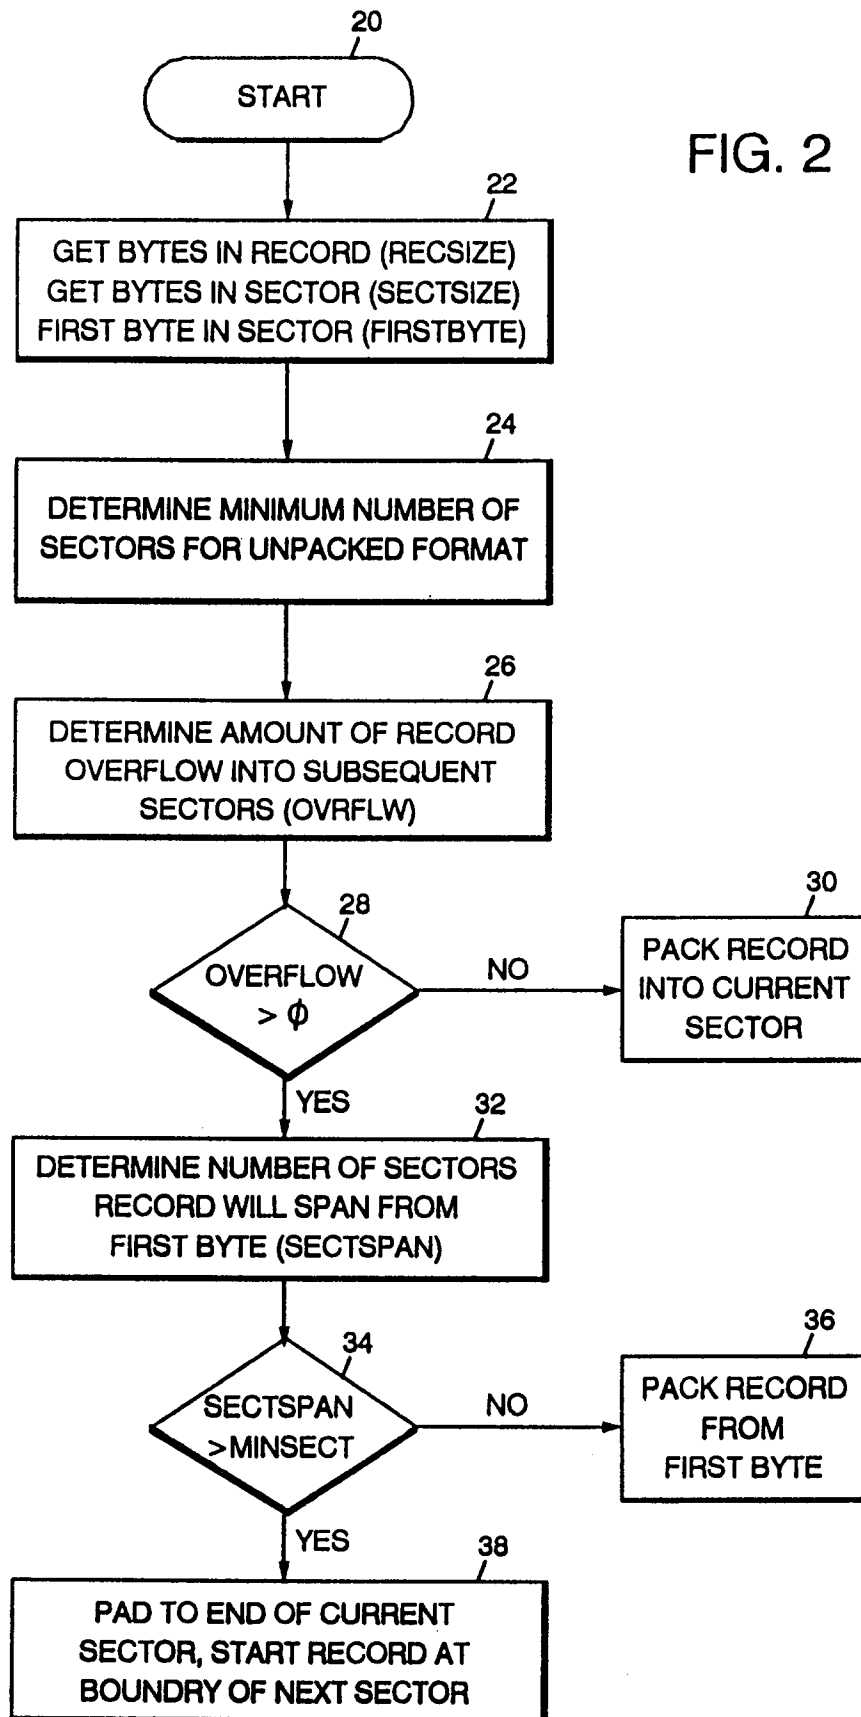 20
START
FIG. 2
22
GET BYTES IN RECORD (RECSIZE)
GET BYTES IN SECTOR (SECTSIZE)
FIRST BYTE IN SECTOR (FIRSTBYTE)
24
DETERMINE MINIMUM NUMBER OF
SECTORS FOR UNPACKED FORMAT
26
DETERMINE AMOUNT OF RECORD
OVERFLOW INTO SUBSEQUENT
SECTORS (OVRFLW)
28
OVERFLOW
> ϕ
NO
30
PACK RECORD
INTO CURRENT
SECTOR
YES
32
DETERMINE NUMBER OF SECTORS
RECORD WILL SPAN FROM
FIRST BYTE (SECTSPAN)
34
SECTSPAN
>MINSECT
NO
36
PACK RECORD
FROM
FIRST BYTE
YES
38
PAD TO END OF CURRENT
SECTOR, START RECORD AT
BOUNDRY OF NEXT SECTOR